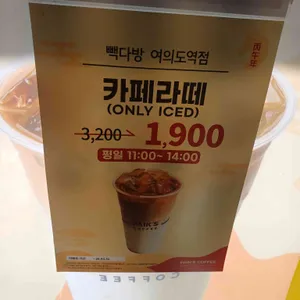 빽다방 여의도역점
카페라떼
(ONLY ICED)
3,200 1,900
평일 11:00~14:00
COFFEE